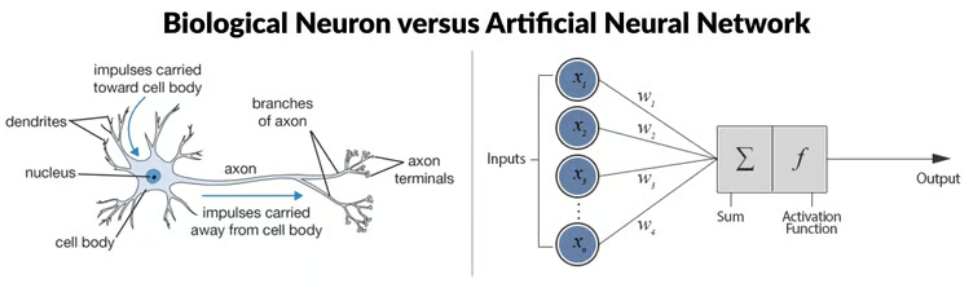 Biological Neuron versus Artificial Neural Network
impulses carried
toward cell body
dendrites
nucleus
cell body
axon
branches
of axon
axon
terminals
impulses carried
away from cell body
Inputs
x₁
x₂
x₃
xₙ
w₁
w₂
w₃
w₄
∑
f
Sum
Activation
Function
Output